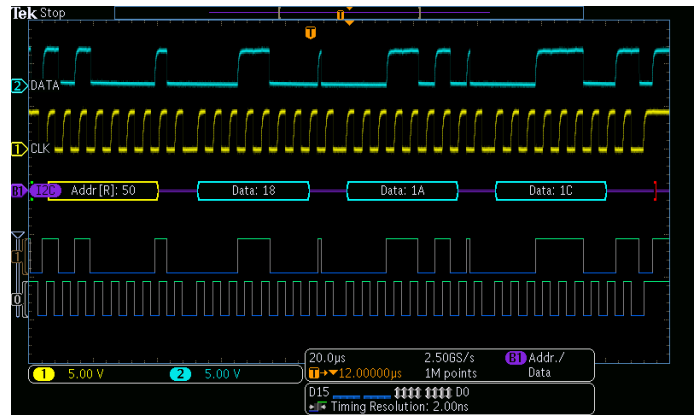 Tek Stop
T
T
2 DATA
1 CLK
B1 I2C Addr[R]: 50 Data: 18 Data: 1A Data: 1C
1
0
20.0µs 2.50GS/s B1 Addr./
T→▼12.00000µs 1M points Data
1 5.00 V 2 5.00 V
D15 D0
Timing Resolution: 2.00ns